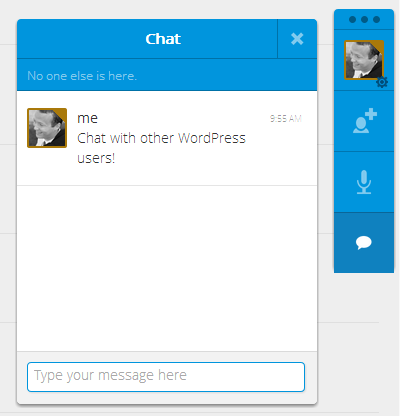 Chat
No one else is here.
me 9:55 AM
Chat with other WordPress
users!
Type your message here